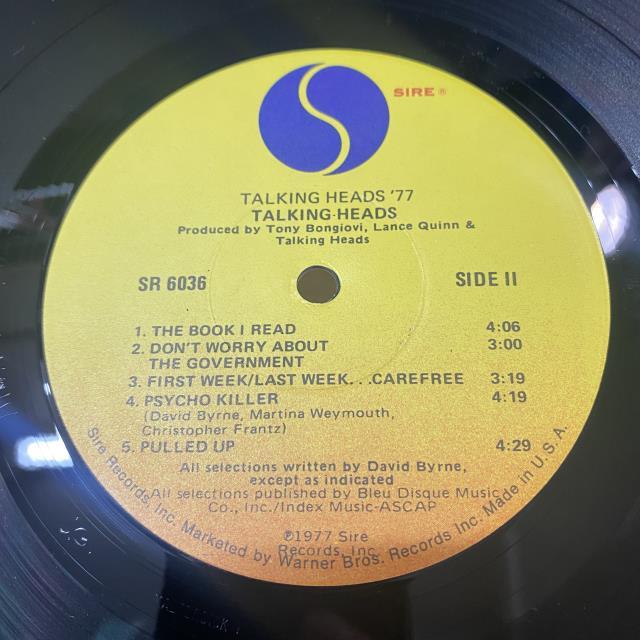 SIRE ®
TALKING HEADS '77
TALKING HEADS
Produced by Tony Bongiovi, Lance Quinn &
Talking Heads
SR 6036
SIDE II
1. THE BOOK I READ 4:06
2. DON'T WORRY ABOUT 3:00
THE GOVERNMENT
3. FIRST WEEK/LAST WEEK. . .CAREFREE 3:19
4. PSYCHO KILLER 4:19
(David Byrne, Martina Weymouth,
Christopher Frantz)
5. PULLED UP 4:29
All selections written by David Byrne,
except as indicated
All selections published by Bleu Disque Music
Co., Inc./Index Music-ASCAP
℗1977 Sire
Records, Inc.
Sire Records, Inc. Marketed by Warner Bros. Records Inc. Made in U.S.A.